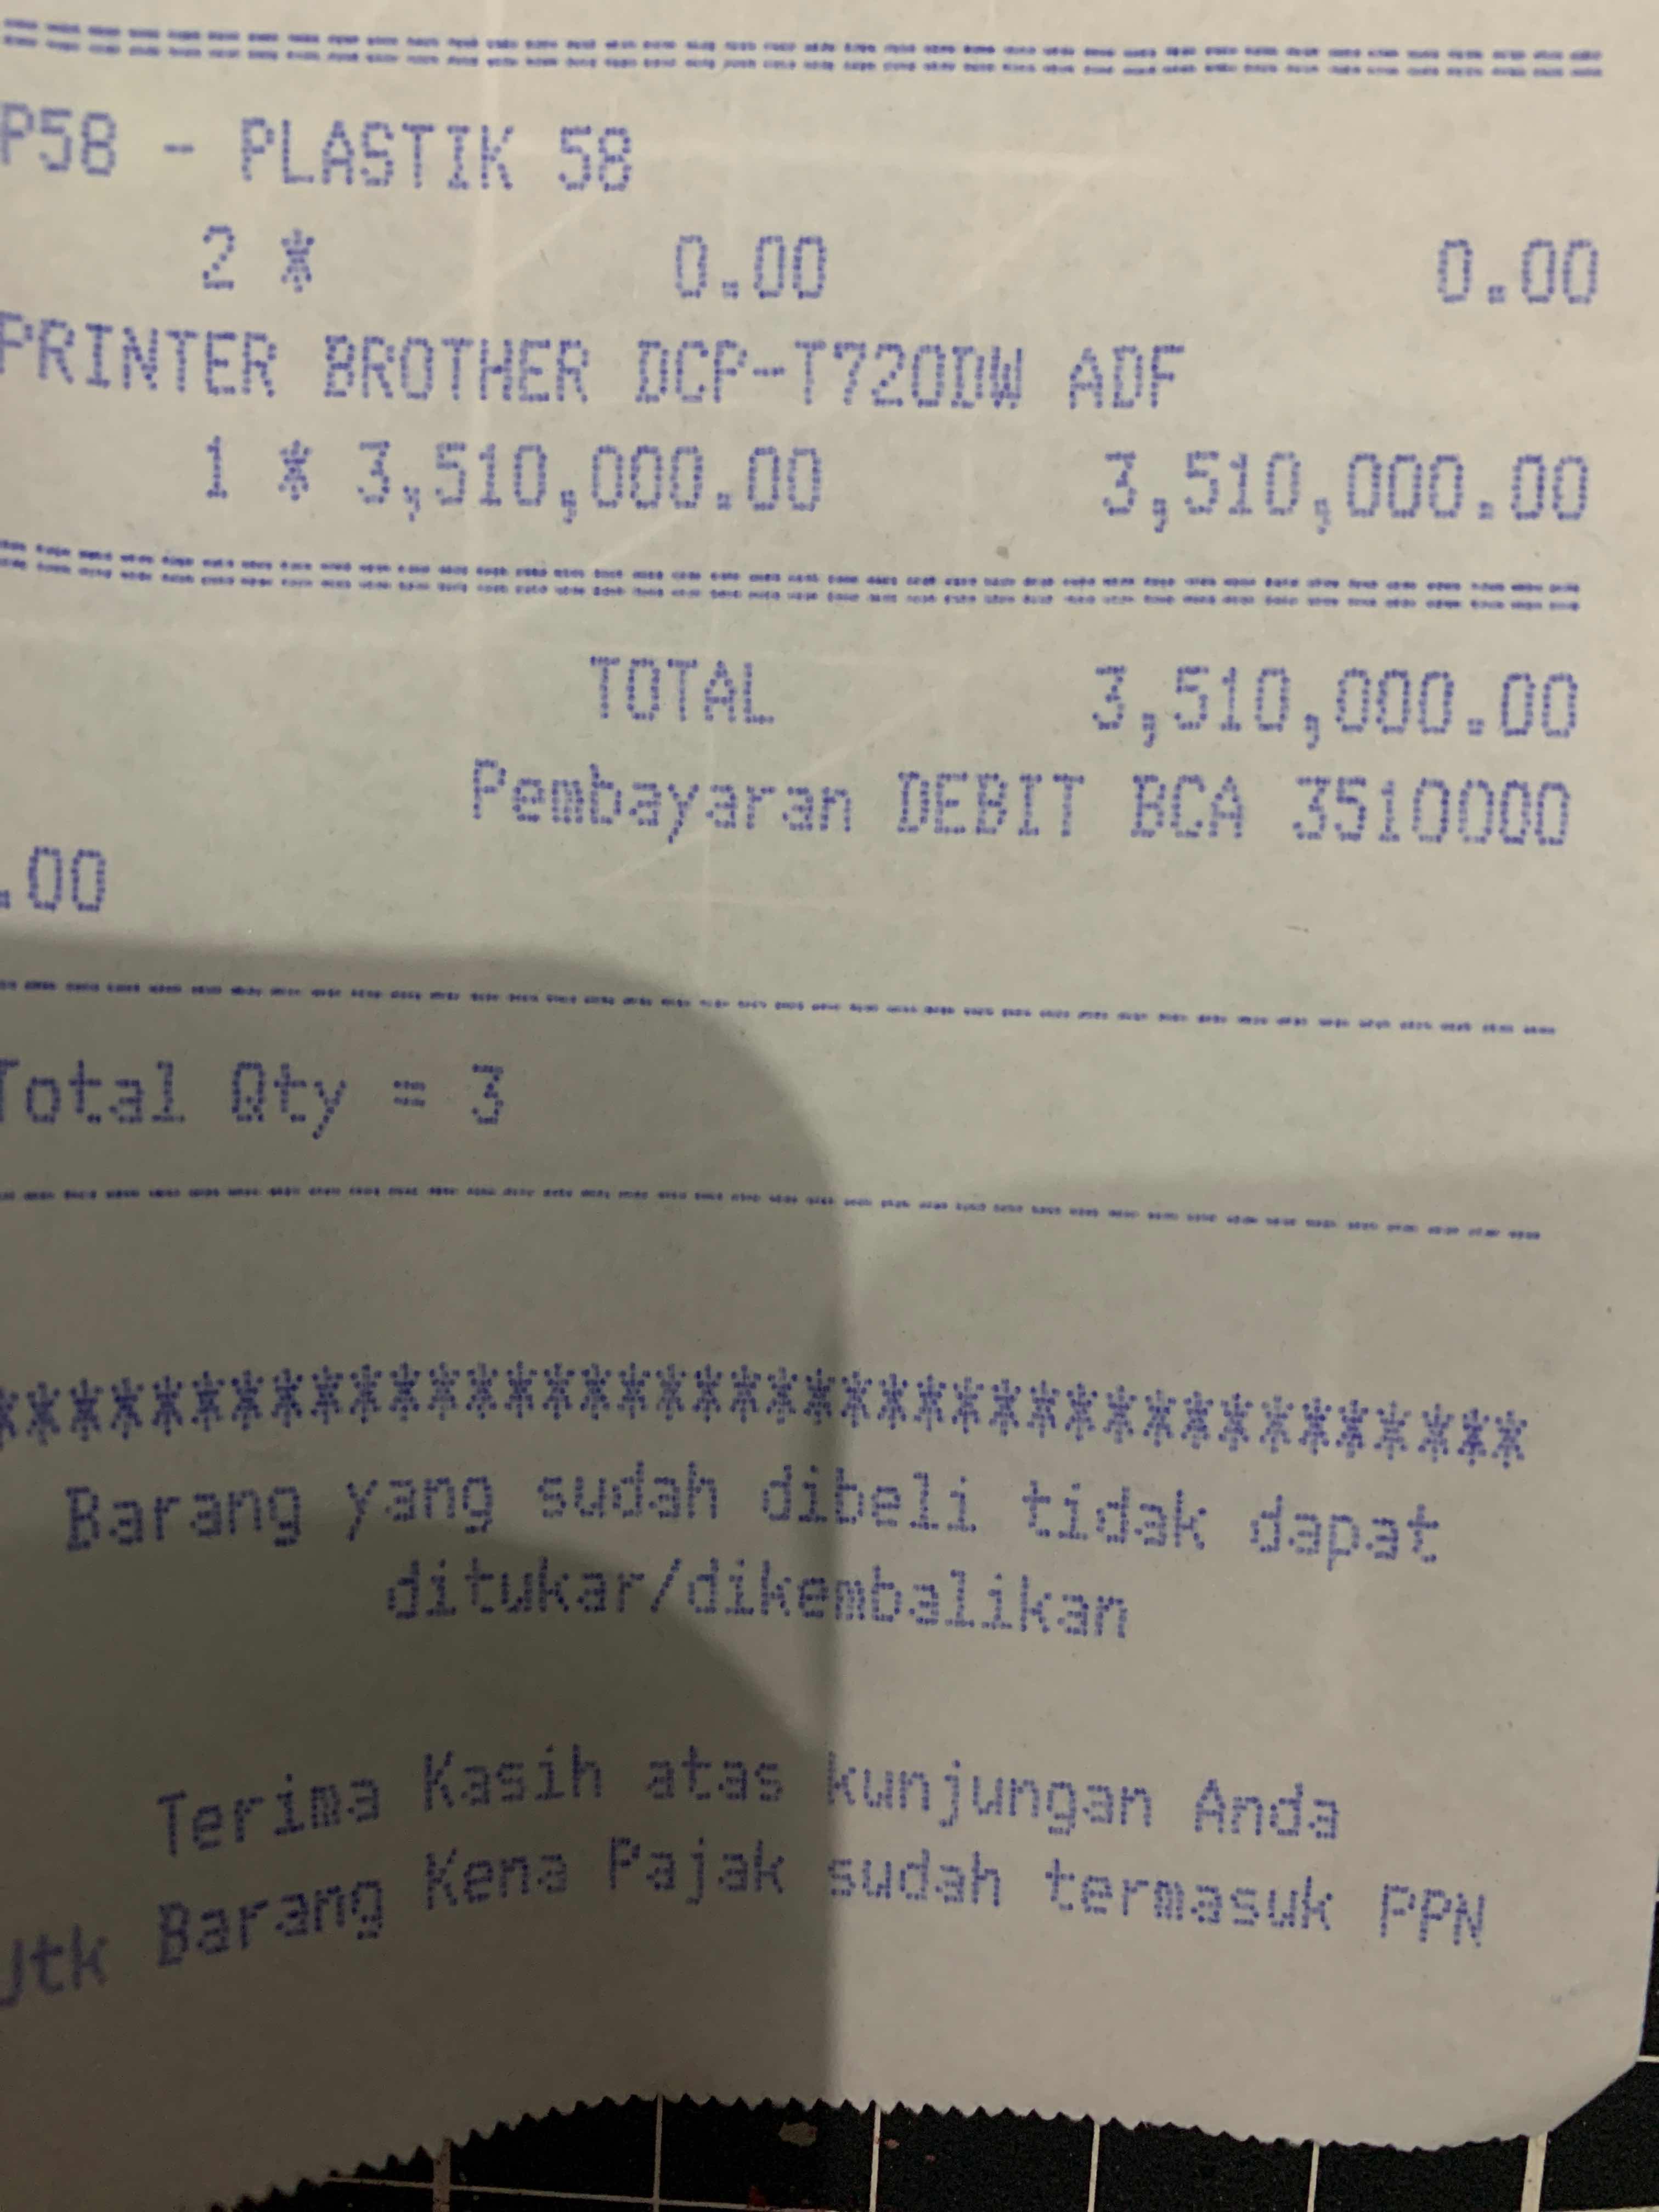 ================================================
P58 - PLASTIK 58
2 * 0.00 0.00
PRINTER BROTHER DCP-T720DW ADF
1 * 3,510,000.00 3,510,000.00
================================================
TOTAL 3,510,000.00
Pembayaran DEBIT BCA 3510000
.00
----------------------------------------
Total Qty = 3
----------------------------------------
****************************************
Barang yang sudah dibeli tidak dapat
ditukar/dikembalikan
Terima Kasih atas kunjungan Anda
Utk Barang Kena Pajak sudah termasuk PPN